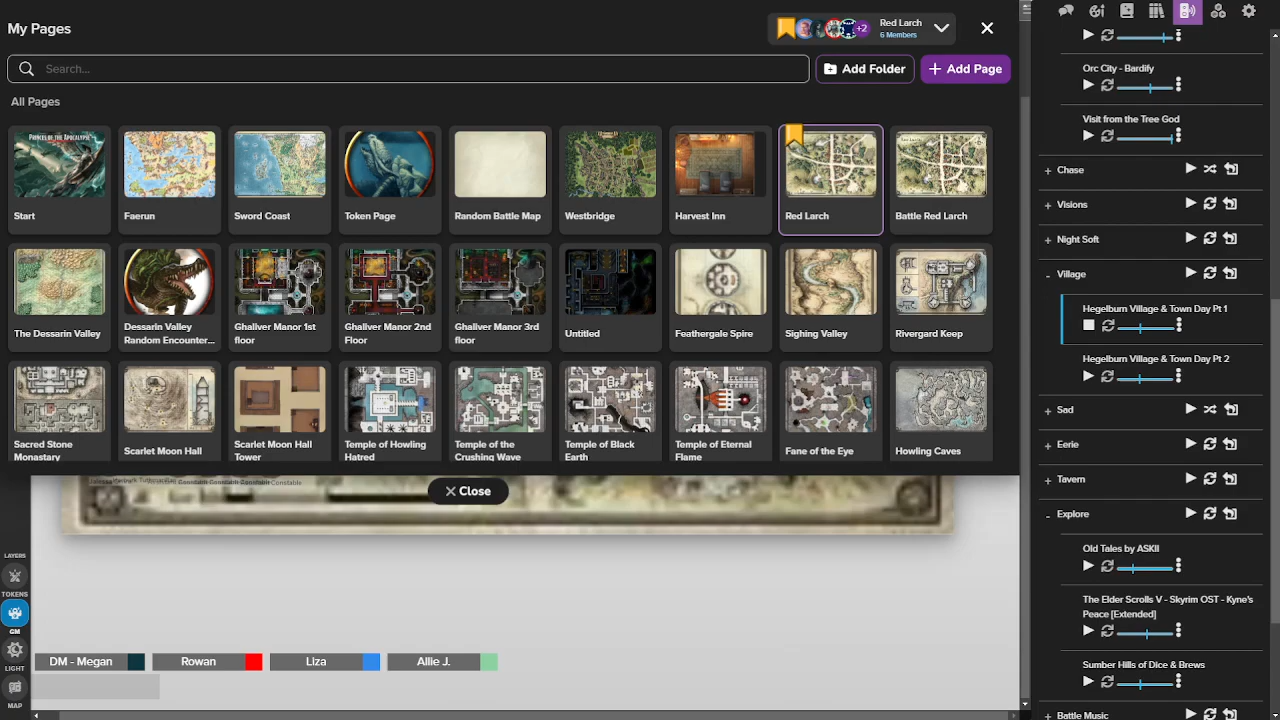 My Pages
+2
Red Larch
6 Members
Search...
Add Folder
Add Page
All Pages
PRINCES OF THE APOCALYPSE
Start
Faerun
Sword Coast
Token Page
Random Battle Map
Westbridge
Harvest Inn
Red Larch
Battle Red Larch
The Dessarin Valley
Dessarin Valley
Random Encounter...
Ghallver Manor 1st
floor
Ghallver Manor 2nd
Floor
Ghallver Manor 3rd
floor
Untitled
Feathergale Spire
Sighing Valley
Rivergard Keep
Sacred Stone
Monastary
Scarlet Moon Hall
Scarlet Moon Hall
Tower
Temple of Howling
Hatred
Temple of the
Crushing Wave
Temple of Black
Earth
Temple of Eternal
Flame
Fane of the Eye
Howling Caves
Constable
Close
LAYERS
TOKENS
GM
LIGHT
MAP
DM - Megan
Rowan
Liza
Allie J.
Orc City - Bardify
Visit from the Tree God
+ Chase
+ Visions
+ Night Soft
- Village
Hegelburn Village & Town Day Pt 1
Hegelburn Village & Town Day Pt 2
+ Sad
+ Eerie
+ Tavern
- Explore
Old Tales by ASKII
The Elder Scrolls V - Skyrim OST - Kyne's
Peace [Extended]
Sumber Hills of Dice & Brews
+ Battle Music